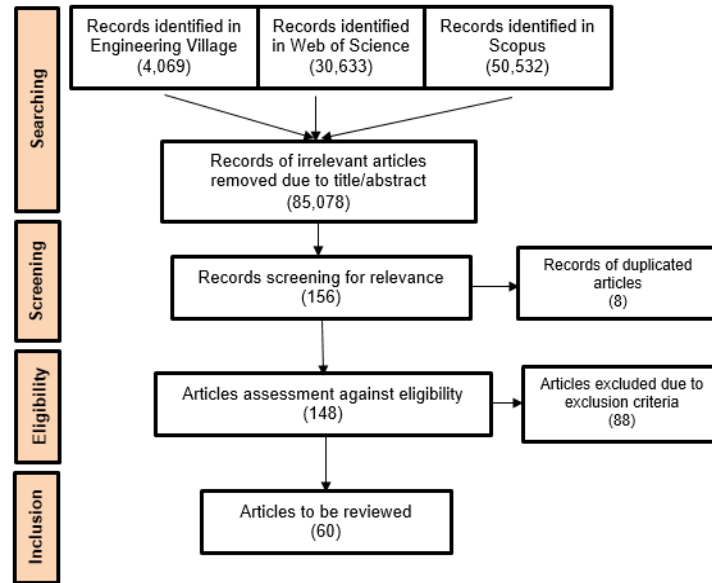 Searching
Records identified in
Engineering Village
(4,069)
Records identified
in Web of Science
(30,633)
Records identified in
Scopus
(50,532)
Records of irrelevant articles
removed due to title/abstract
(85,078)
Screening
Records screening for relevance
(156)
Records of duplicated
articles
(8)
Eligibility
Articles assessment against eligibility
(148)
Articles excluded due to
exclusion criteria
(88)
Inclusion
Articles to be reviewed
(60)